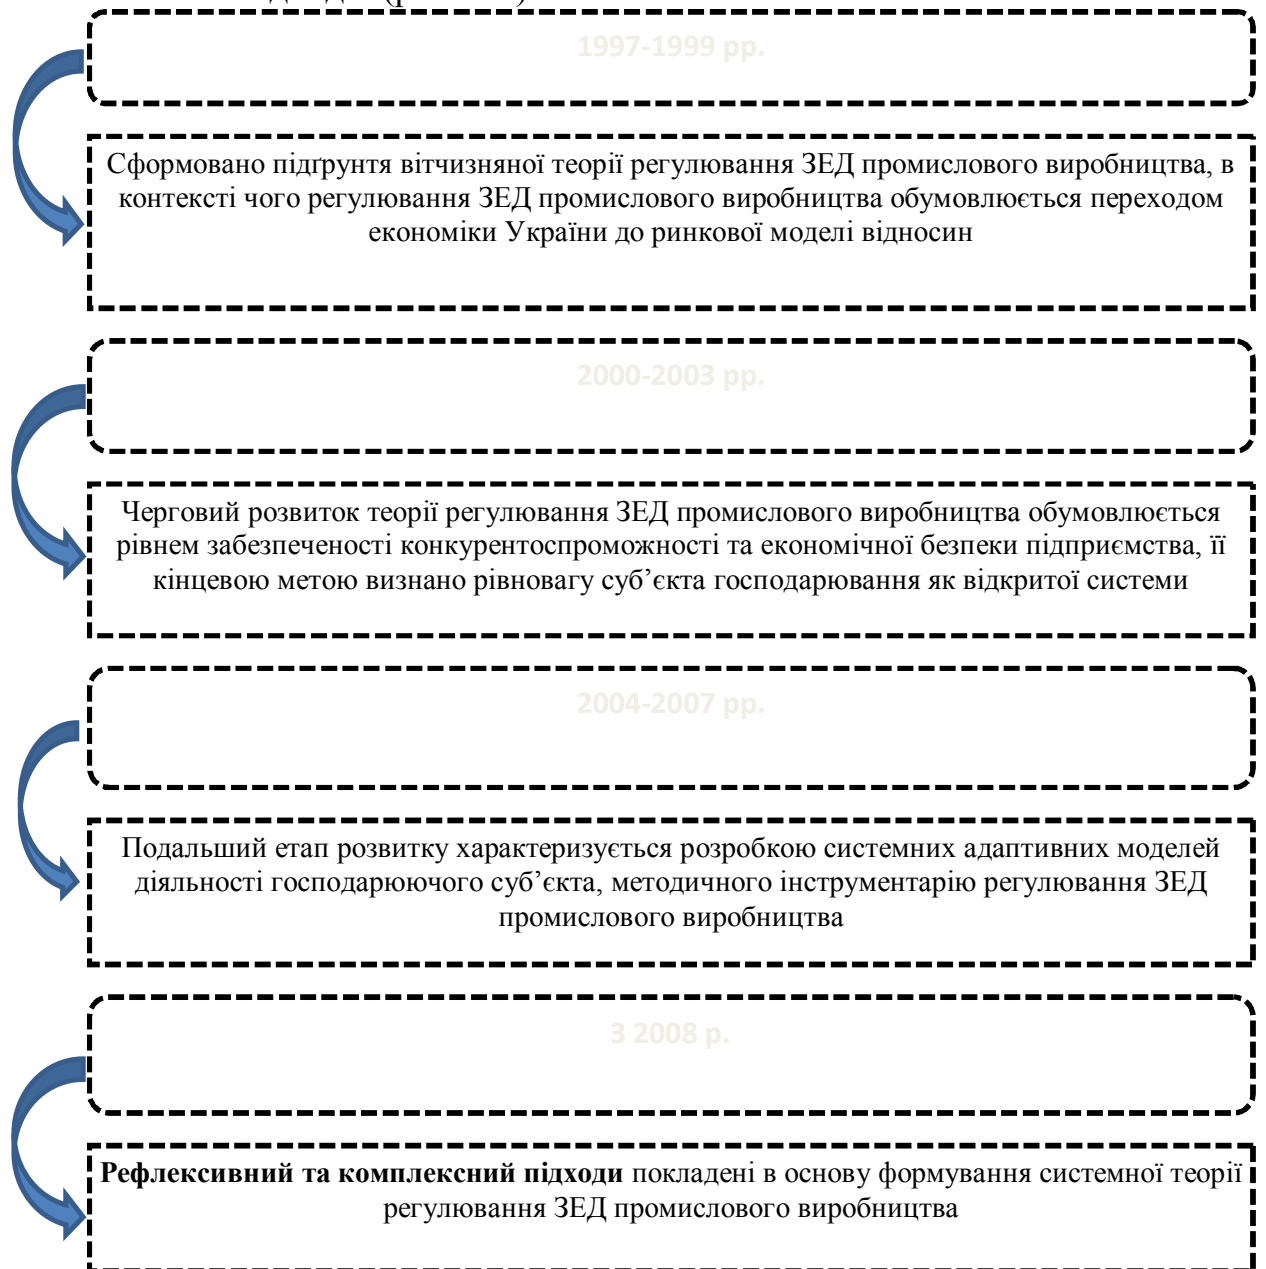 1997-1999 рр.
Сформовано підґрунтя вітчизняної теорії регулювання ЗЕД промислового виробництва, в
контексті чого регулювання ЗЕД промислового виробництва обумовлюється переходом
економіки України до ринкової моделі відносин
2000-2003 рр.
Черговий розвиток теорії регулювання ЗЕД промислового виробництва обумовлюється
рівнем забезпеченості конкурентоспроможності та економічної безпеки підприємства, її
кінцевою метою визнано рівновагу суб’єкта господарювання як відкритої системи
2004-2007 рр.
Подальший етап розвитку характеризується розробкою системних адаптивних моделей
діяльності господарюючого суб’єкта, методичного інструментарію регулювання ЗЕД
промислового виробництва
З 2008 р.
Рефлексивний та комплексний підходи покладені в основу формування системної теорії
регулювання ЗЕД промислового виробництва